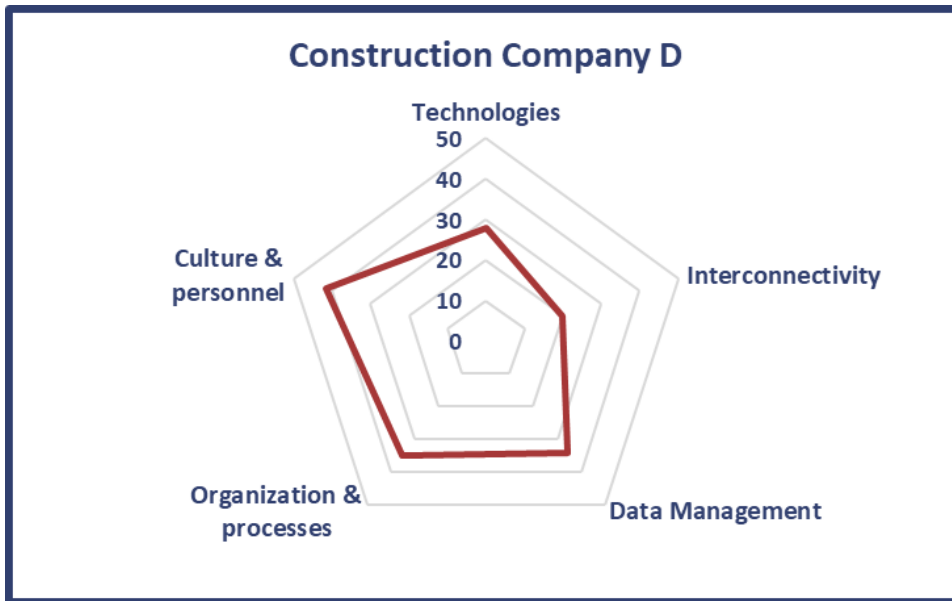 Construction Company D
Technologies
50
40
30
20
10
0
Culture &
personnel
Interconnectivity
Organization &
processes
Data Management